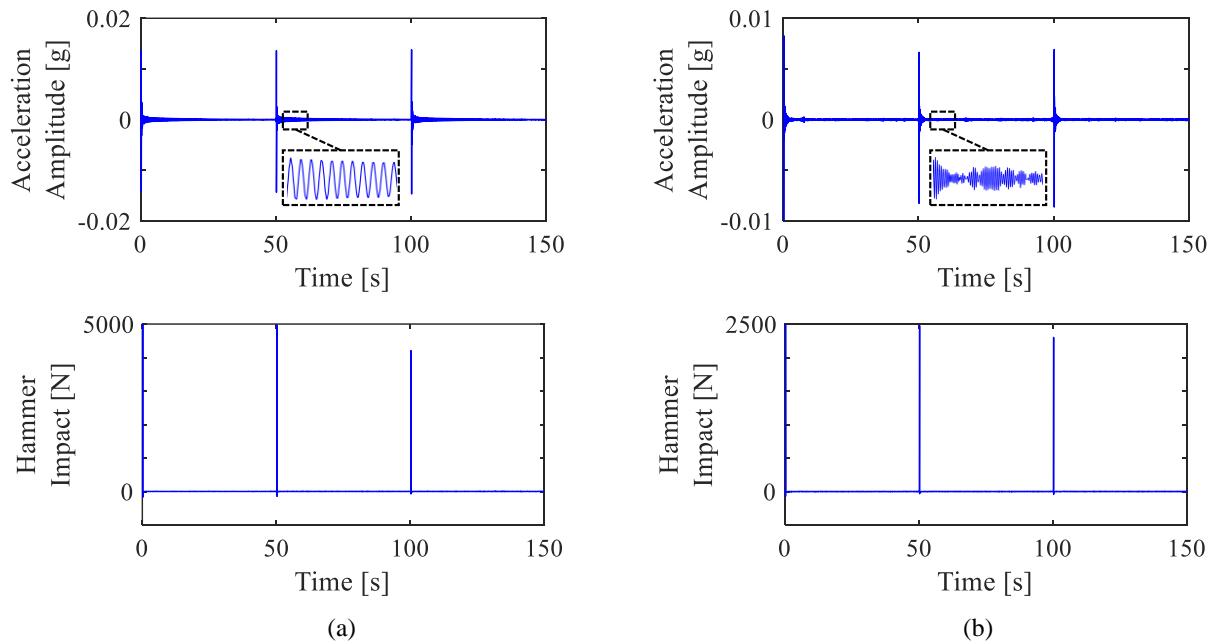 0.02
0
-0.02
Acceleration
Amplitude [g]
0 50 100 150
Time [s]
0.01
0
-0.01
Acceleration
Amplitude [g]
0 50 100 150
Time [s]
5000
0
Hammer
Impact [N]
0 50 100 150
Time [s]
(a)
2500
0
Hammer
Impact [N]
0 50 100 150
Time [s]
(b)